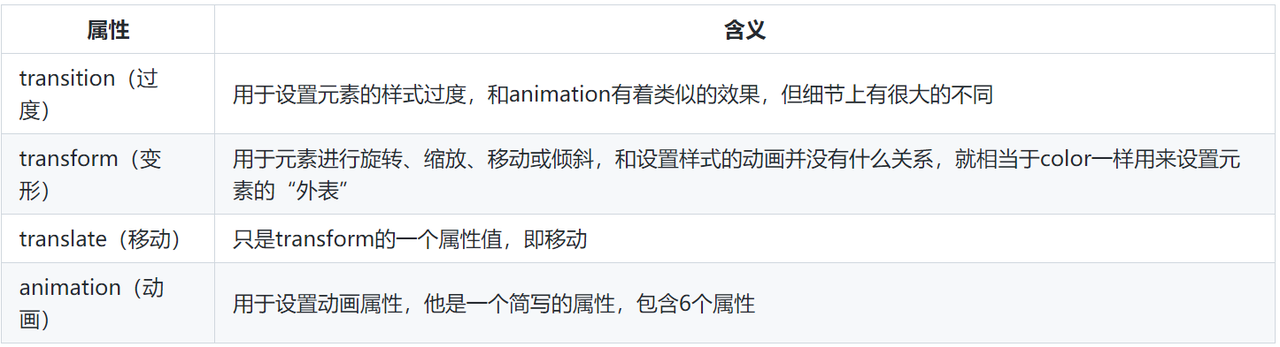 属性
含义
transition（过
度）
用于设置元素的样式过度，和animation有着类似的效果，但细节上有很大的不同
transform（变
形）
用于元素进行旋转、缩放、移动或倾斜，和设置样式的动画并没有什么关系，就相当于color一样用来设置元
素的“外表”
translate（移动）
只是transform的一个属性值，即移动
animation（动
画）
用于设置动画属性，他是一个简写的属性，包含6个属性